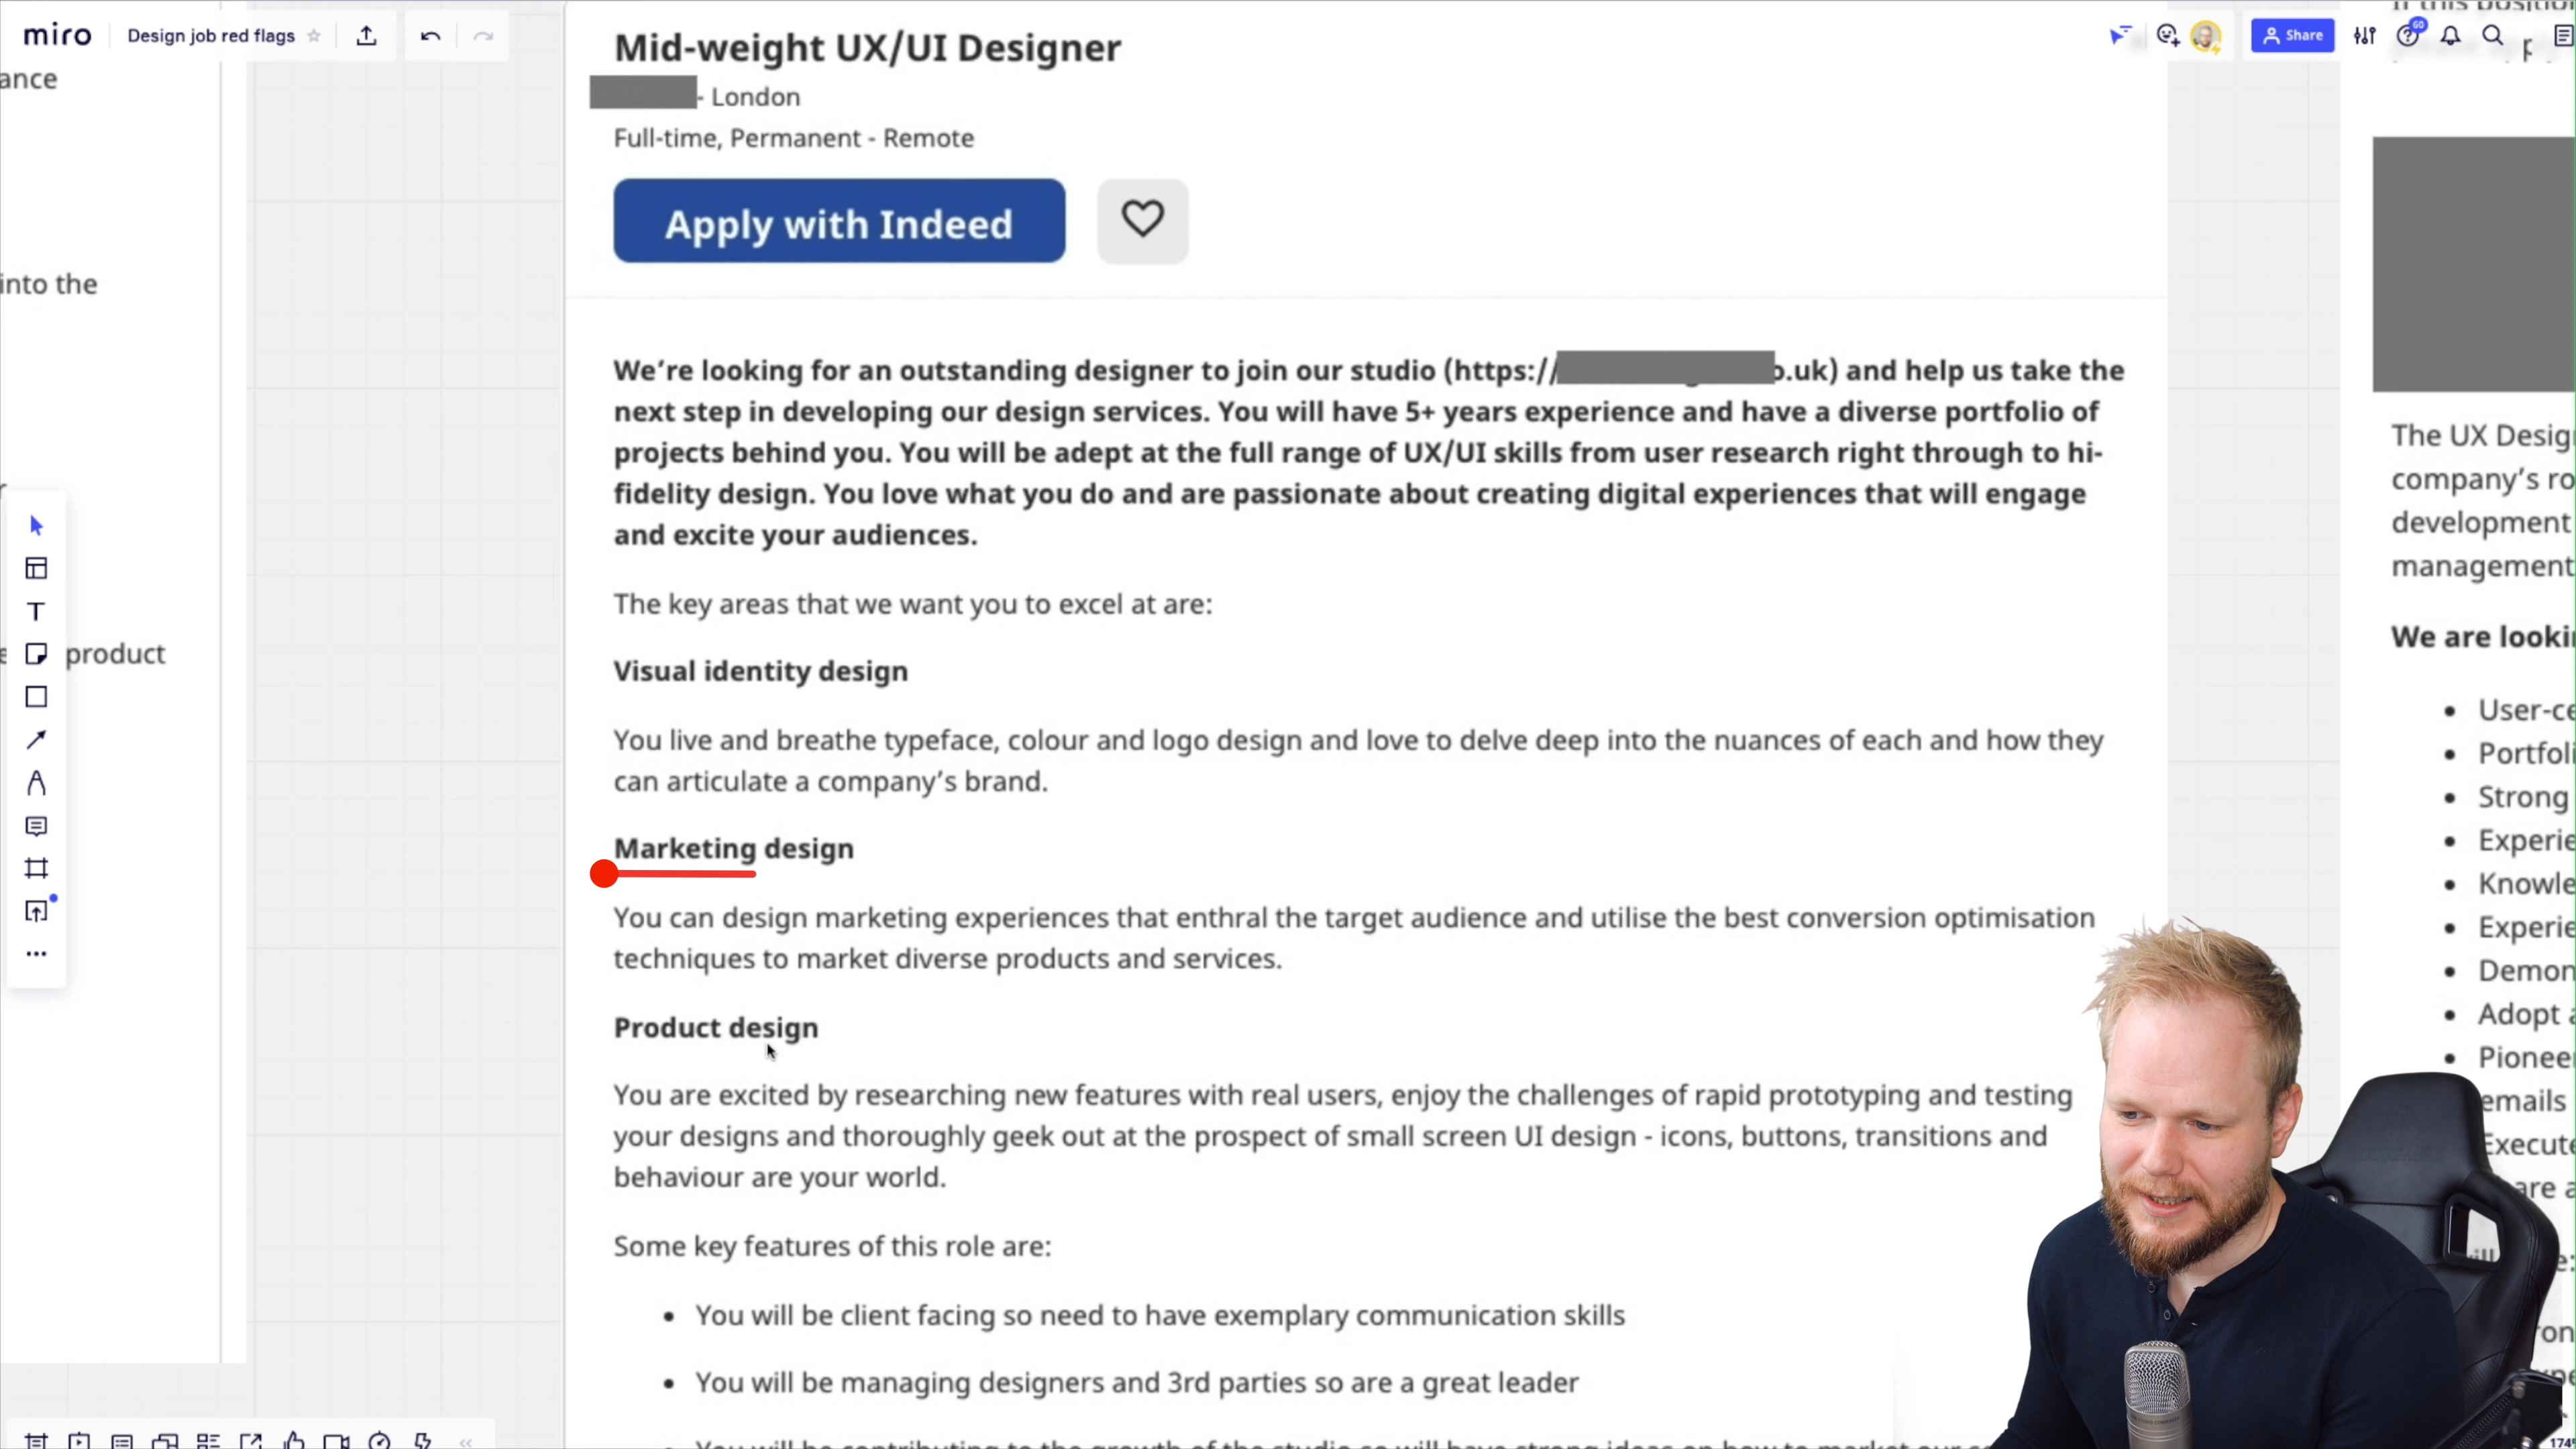 miro
Design job red flags
60
Share
ance
into the
product
Mid-weight UX/UI Designer
- London
Full-time, Permanent - Remote
Apply with Indeed
We’re looking for an outstanding designer to join our studio (https:// o.uk) and help us take the
next step in developing our design services. You will have 5+ years experience and have a diverse portfolio of
projects behind you. You will be adept at the full range of UX/UI skills from user research right through to hi-
fidelity design. You love what you do and are passionate about creating digital experiences that will engage
and excite your audiences.
The key areas that we want you to excel at are:
Visual identity design
You live and breathe typeface, colour and logo design and love to delve deep into the nuances of each and how they
can articulate a company’s brand.
Marketing design
You can design marketing experiences that enthral the target audience and utilise the best conversion optimisation
techniques to market diverse products and services.
Product design
You are excited by researching new features with real users, enjoy the challenges of rapid prototyping and testing
your designs and thoroughly geek out at the prospect of small screen UI design - icons, buttons, transitions and
behaviour are your world.
Some key features of this role are:
• You will be client facing so need to have exemplary communication skills
• You will be managing designers and 3rd parties so are a great leader
The UX Desig
company’s ro
development
management
We are looki
• User-ce
• Portfoli
• Strong
• Experie
• Knowle
• Experie
• Demon
• Adopt a
• Pionee
emails
Execute
are a